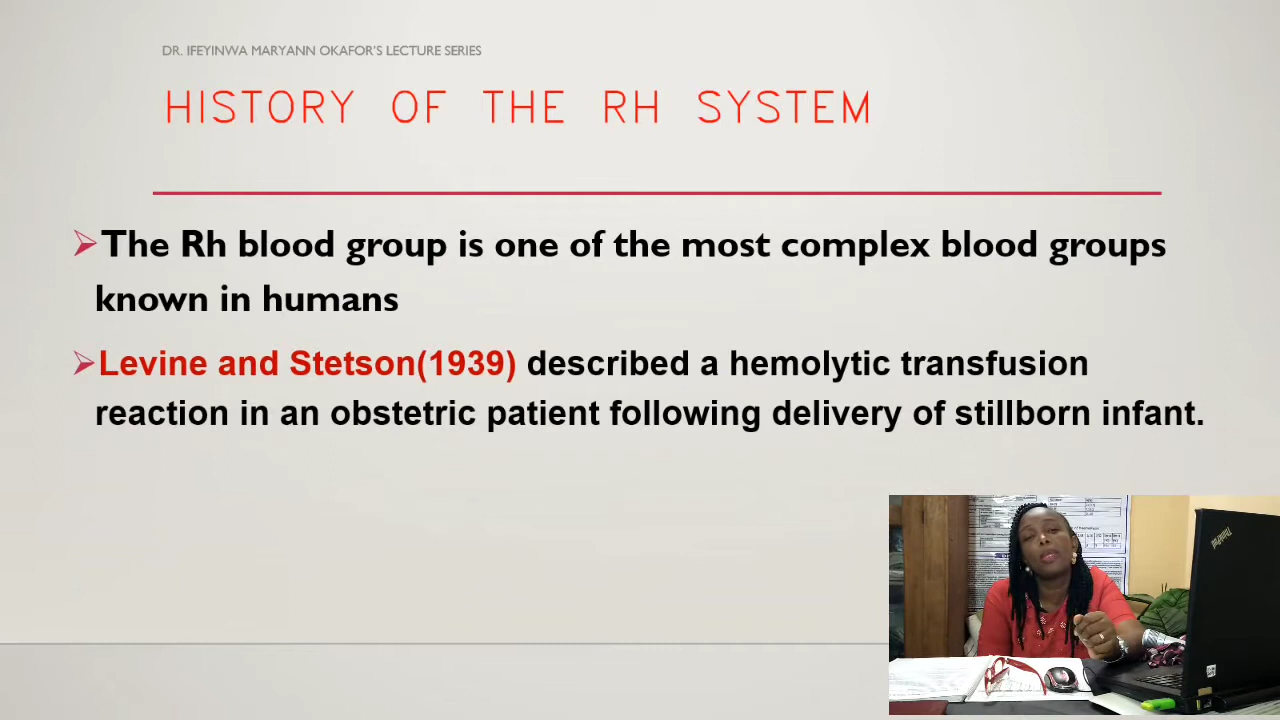 DR. IFEYINWA MARYANN OKAFOR'S LECTURE SERIES
HISTORY OF THE RH SYSTEM
➢The Rh blood group is one of the most complex blood groups
known in humans
➢Levine and Stetson(1939) described a hemolytic transfusion
reaction in an obstetric patient following delivery of stillborn infant.
ThinkPad